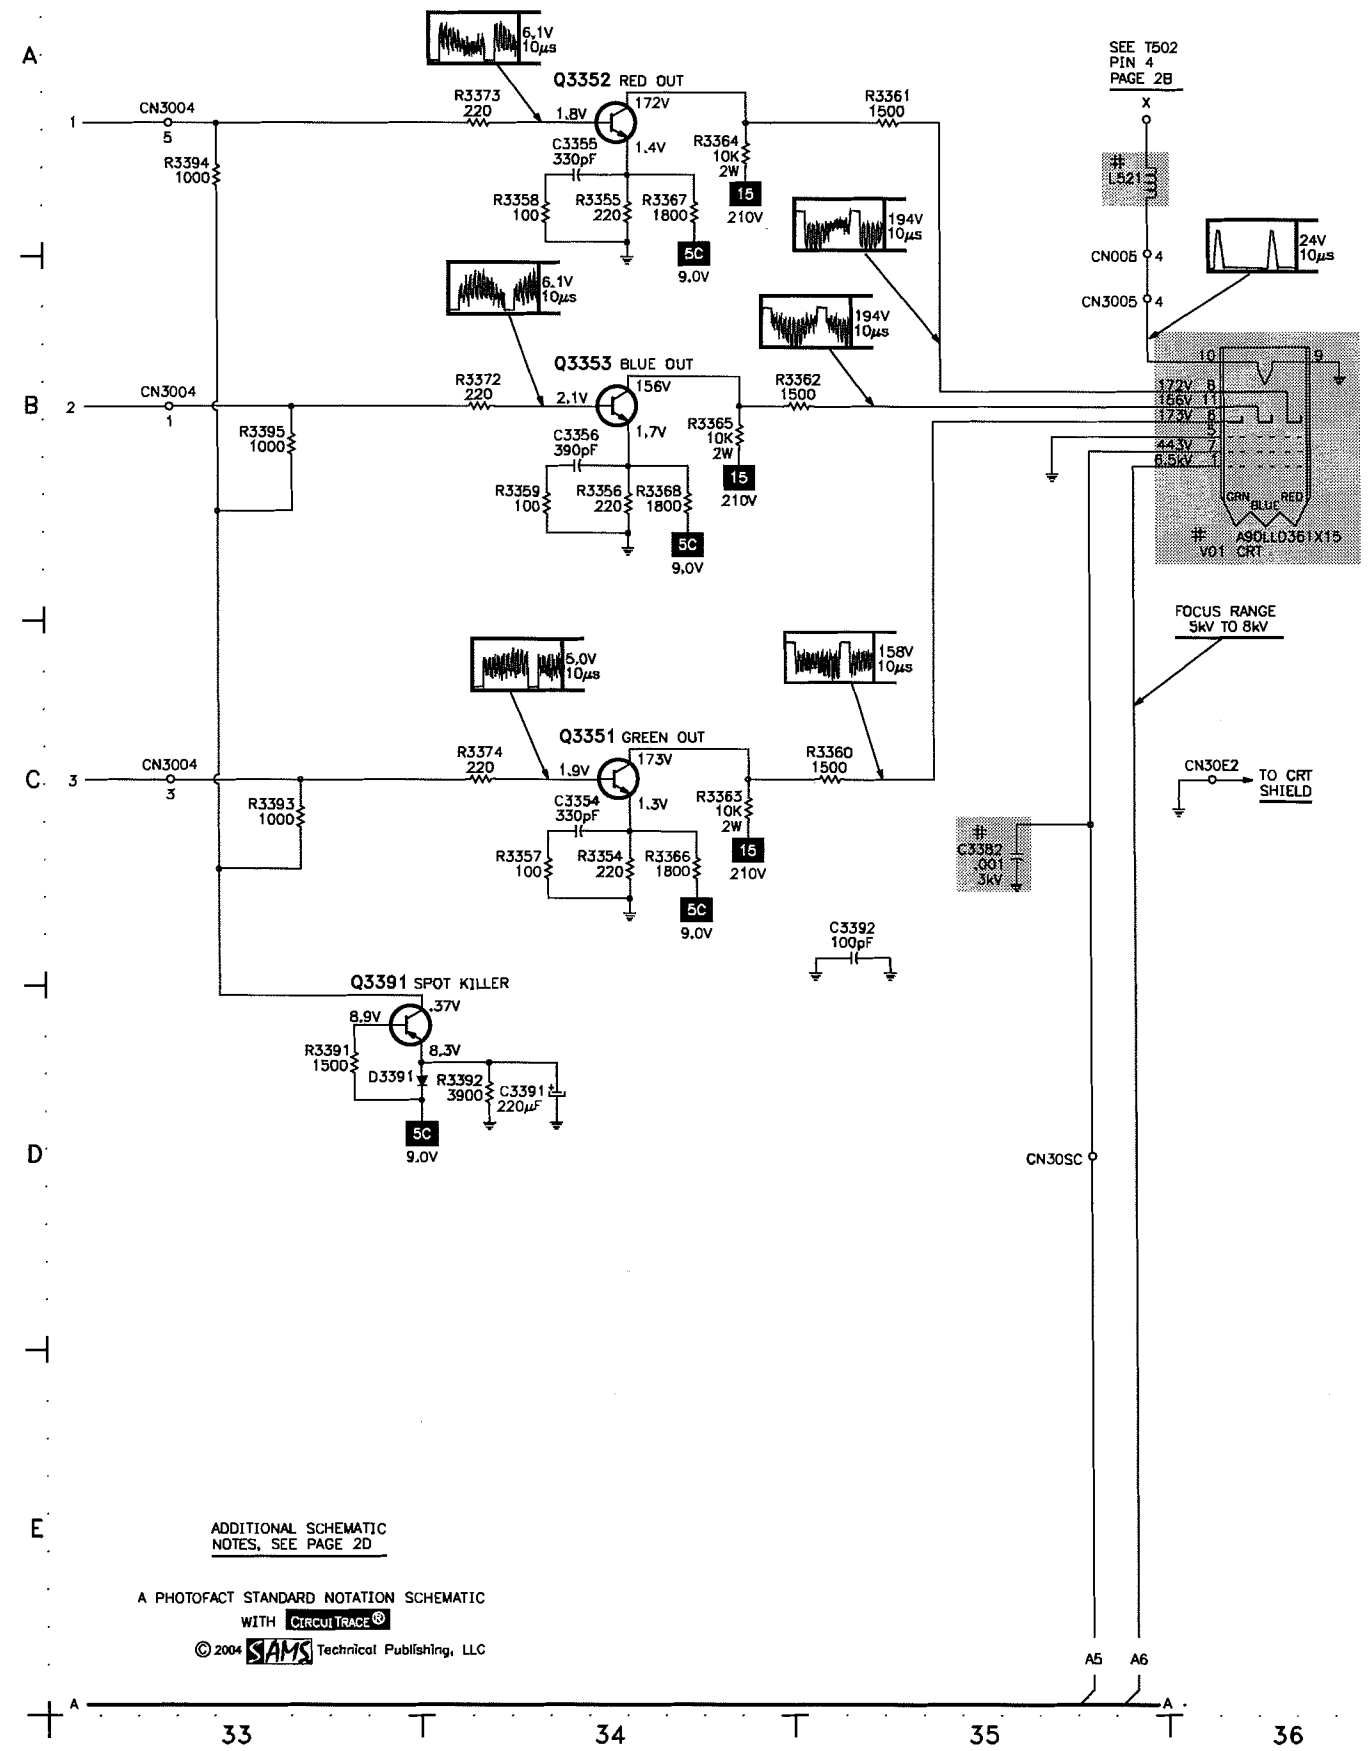 A
6.1V
10µs
SEE T502
PIN 4
PAGE 2B
X
Q3352 RED OUT
R3373
220
R3361
1500
CN3004
172V
1.8V
1
5
C3355
330pF
1.4V
R3364
10K
2W
R3394
1000
#
L521
15
210V
R3358
100
R3355
220
R3367
1800
194V
10µs
5C
9.0V
24V
10µs
CN005 4
6.1V
10µs
CN3005 4
194V
10µs
Q3353 BLUE OUT
R3372
220
156V
R3362
1500
10
9
172V 8
B
2
CN3004
1
2.1V
156V 11
173V 6
5
443V 7
6.5kV 1
R3395
1000
C3356
390pF
1.7V
R3365
10K
2W
15
210V
R3359
100
R3356
220
R3368
1800
GRN
BLUE
RED
5C
9.0V
# A90LLD361X15
V01 CRT
FOCUS RANGE
5kV TO 8kV
5.0V
10µs
158V
10µs
Q3351 GREEN OUT
R3374
220
173V
R3360
1500
C
3
CN3004
3
1.9V
CN30E2
TO CRT
SHIELD
R3393
1000
C3354
330pF
1.3V
R3363
10K
2W
15
210V
R3357
100
R3354
220
R3366
1800
#
C3382
.001
3kV
5C
9.0V
C3392
100pF
Q3391 SPOT KILLER
.37V
8.9V
R3391
1500
8.3V
D3391
R3392
3900
C3391
220µF
+
5C
9.0V
D
CN30SC
E
ADDITIONAL SCHEMATIC
NOTES, SEE PAGE 2D
A PHOTOFACT STANDARD NOTATION SCHEMATIC
WITH CIRCUITRACE®
© 2004 SAMS Technical Publishing, LLC
A5 A6
A A
33 34 35 36